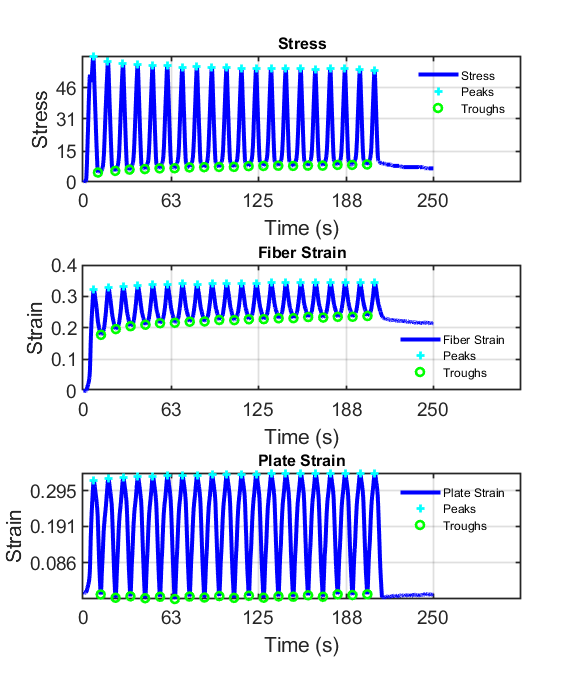 Stress
Stress
46
31
15
0
Stress
Peaks
Troughs
0 63 125 188 250
Time (s)
Fiber Strain
Strain
0.4
0.3
0.2
0.1
0
Fiber Strain
Peaks
Troughs
0 63 125 188 250
Time (s)
Plate Strain
Strain
0.295
0.191
0.086
Plate Strain
Peaks
Troughs
0 63 125 188 250
Time (s)